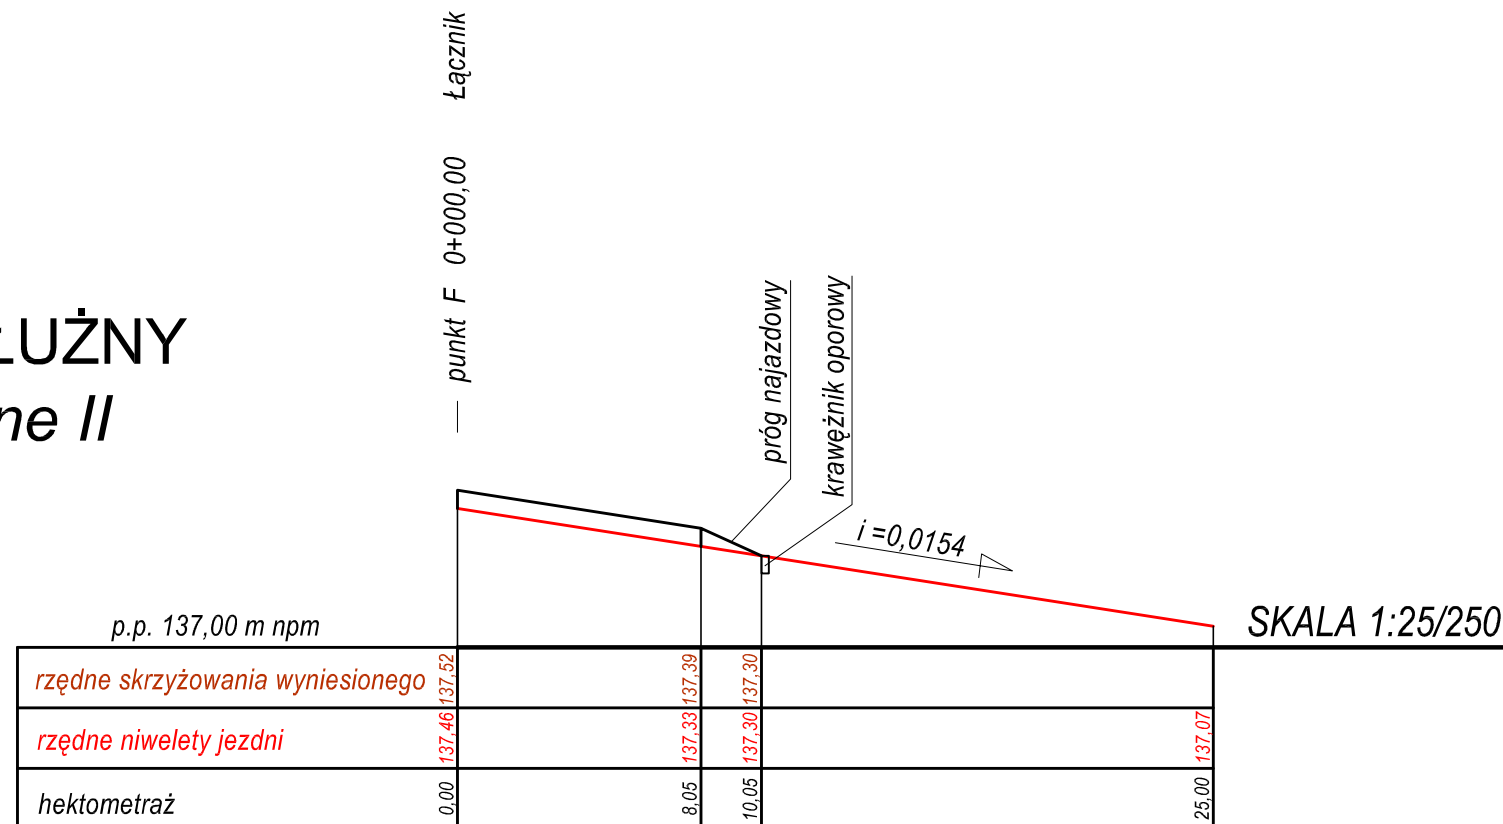 Łącznik
punkt F 0+000,00
ŁUŻNY
ne II
próg najazdowy
krawężnik oporowy
i =0,0154
p.p. 137,00 m npm
SKALA 1:25/250
rzędne skrzyżowania wyniesionego 137,52 137,39 137,30
rzędne niwelety jezdni 137,46 137,33 137,30 137,07
hektometraż 0,00 8,05 10,05 25,00